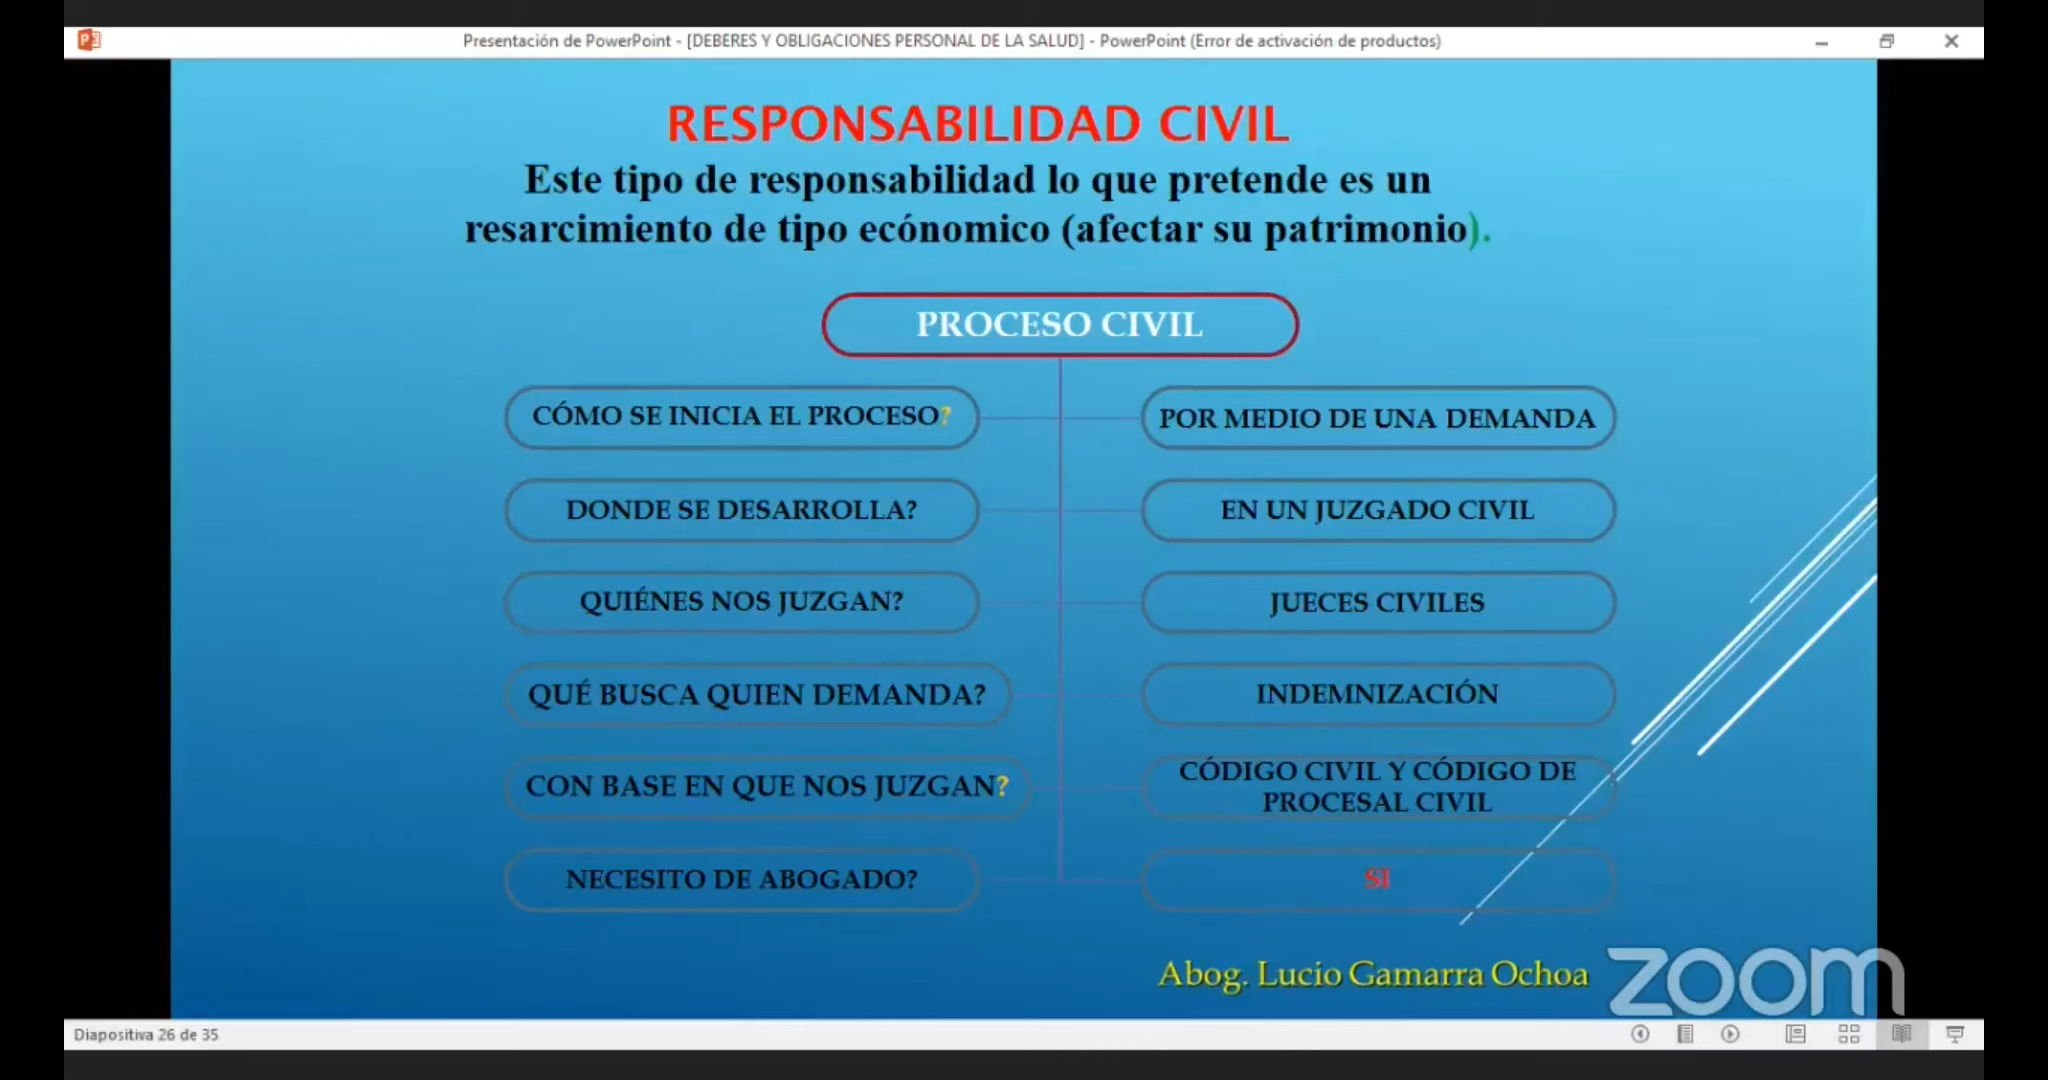 Presentación de PowerPoint - [DEBERES Y OBLIGACIONES PERSONAL DE LA SALUD] - PowerPoint (Error de activación de productos)
RESPONSABILIDAD CIVIL
Este tipo de responsabilidad lo que pretende es un
resarcimiento de tipo ecónomico (afectar su patrimonio).
PROCESO CIVIL
CÓMO SE INICIA EL PROCESO?
POR MEDIO DE UNA DEMANDA
DONDE SE DESARROLLA?
EN UN JUZGADO CIVIL
QUIÉNES NOS JUZGAN?
JUECES CIVILES
QUÉ BUSCA QUIEN DEMANDA?
INDEMNIZACIÓN
CON BASE EN QUE NOS JUZGAN?
CÓDIGO CIVIL Y CÓDIGO DE
PROCESAL CIVIL
NECESITO DE ABOGADO?
SI
Abog. Lucio Gamarra Ochoa
zoom
Diapositiva 26 de 35